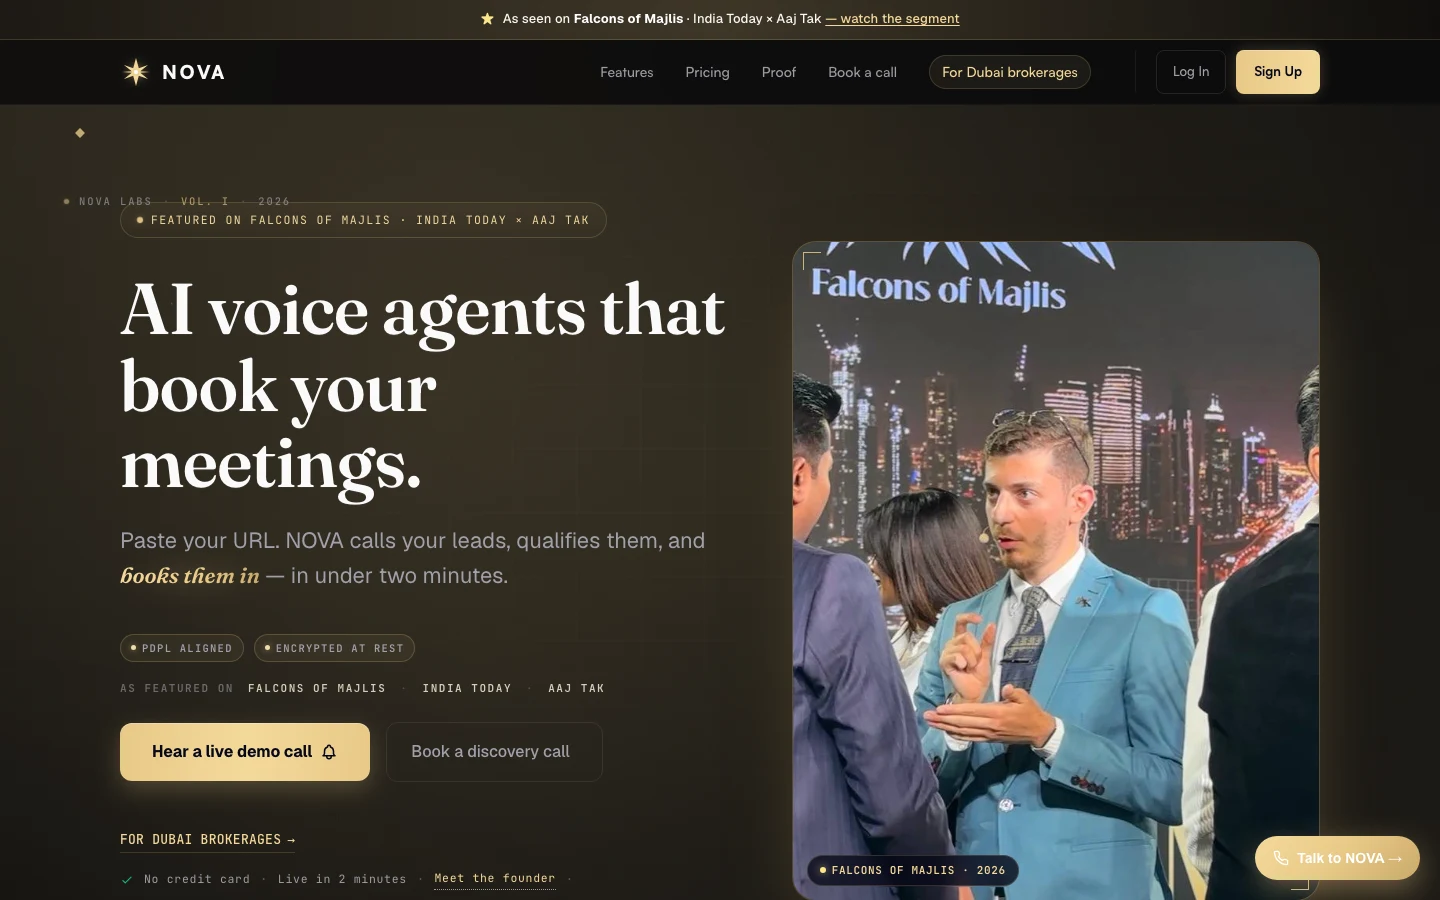 As seen on Falcons of Majlis · India Today × Aaj Tak — watch the segment
NOVA
Features
Pricing
Proof
Book a call
For Dubai brokerages
Log In
Sign Up
NOVA LABS · VOL. I · 2026
FEATURED ON FALCONS OF MAJLIS · INDIA TODAY × AAJ TAK
AI voice agents that
book your
meetings.
Paste your URL. NOVA calls your leads, qualifies them, and
books them in — in under two minutes.
PDPL ALIGNED
ENCRYPTED AT REST
AS FEATURED ON FALCONS OF MAJLIS · INDIA TODAY · AAJ TAK
Hear a live demo call
Book a discovery call
FOR DUBAI BROKERAGES →
No credit card · Live in 2 minutes · Meet the founder ·
Falcons of Majlis
FALCONS OF MAJLIS · 2026
Talk to NOVA →